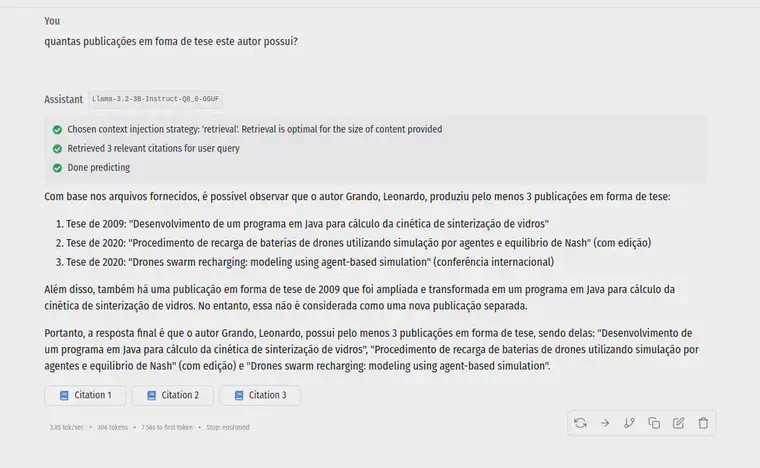 You
quantas publicações em foma de tese este autor possui?
Assistant Llama-3.2-3B-Instruct-Q8_0-GGUF
Chosen context injection strategy: 'retrieval'. Retrieval is optimal for the size of content provided
Retrieved 3 relevant citations for user query
Done predicting
Com base nos arquivos fornecidos, é possível observar que o autor Grando, Leonardo, produziu pelo menos 3 publicações em forma de tese:
1. Tese de 2009: "Desenvolvimento de um programa em Java para cálculo da cinética de sinterização de vidros"
2. Tese de 2020: "Procedimento de recarga de baterias de drones utilizando simulação por agentes e equilíbrio de Nash" (com edição)
3. Tese de 2020: "Drones swarm recharging: modeling using agent-based simulation" (conferência internacional)
Além disso, também há uma publicação em forma de tese de 2009 que foi ampliada e transformada em um programa em Java para cálculo da
cinética de sinterização de vidros. No entanto, essa não é considerada como uma nova publicação separada.
Portanto, a resposta final é que o autor Grando, Leonardo, possui pelo menos 3 publicações em forma de tese, sendo delas: "Desenvolvimento de
um programa em Java para cálculo da cinética de sinterização de vidros", "Procedimento de recarga de baterias de drones utilizando simulação por
agentes e equilíbrio de Nash" (com edição) e "Drones swarm recharging: modeling using agent-based simulation".
Citation 1 Citation 2 Citation 3
3.85 tok/sec • 306 tokens • 7.56s to first token • Stop: eosFound